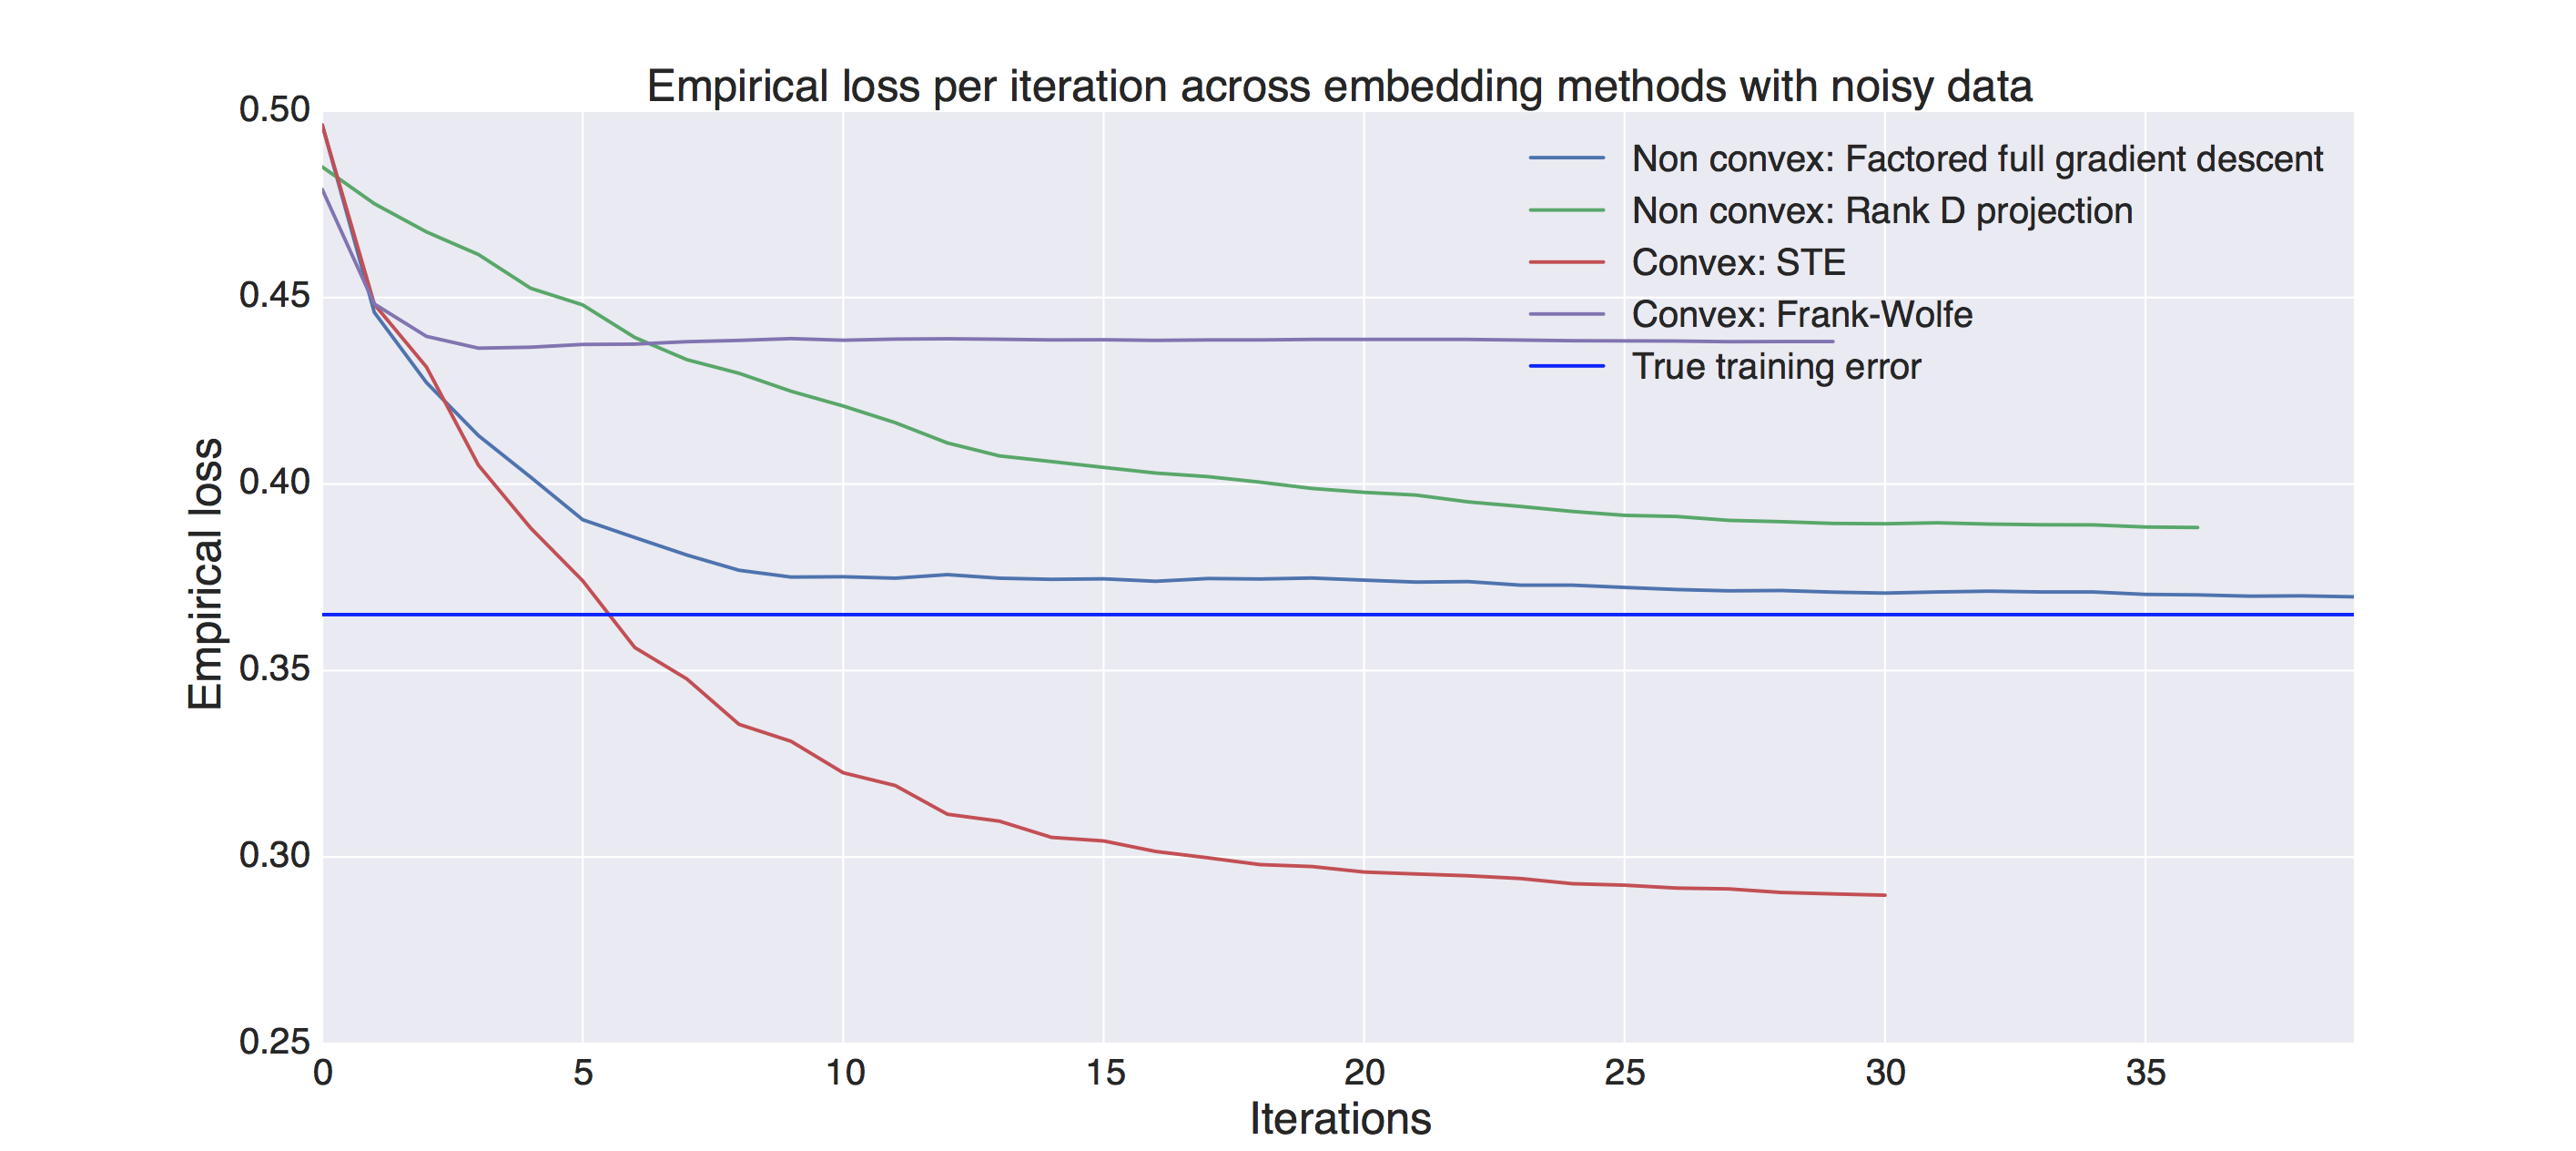 Empirical loss per iteration across embedding methods with noisy data
0.50
0.45
0.40
0.35
0.30
0.25
Empirical loss
Non convex: Factored full gradient descent
Non convex: Rank D projection
Convex: STE
Convex: Frank-Wolfe
True training error
0 5 10 15 20 25 30 35
Iterations